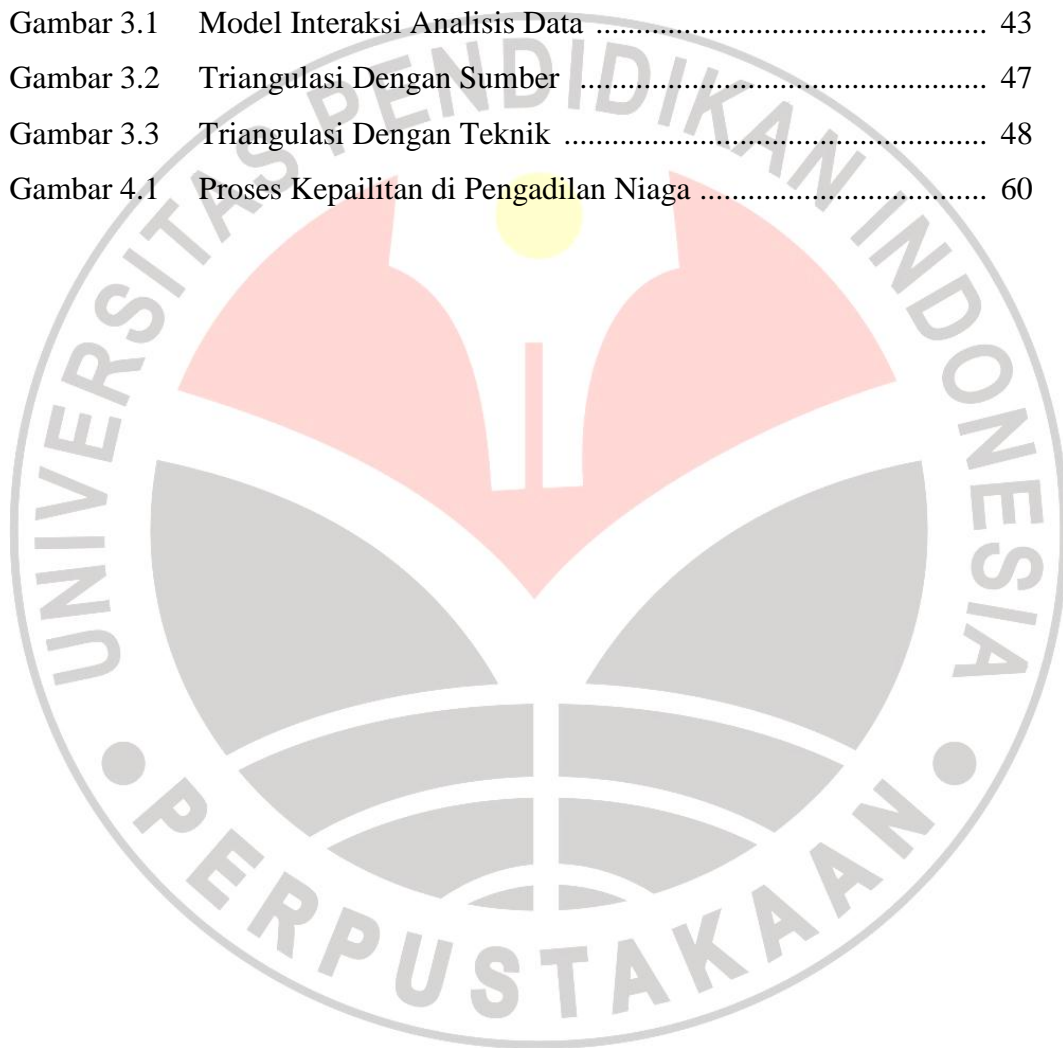 Gambar 3.1 Model Interaksi Analisis Data ................................................. 43
Gambar 3.2 Triangulasi Dengan Sumber ................................................... 47
Gambar 3.3 Triangulasi Dengan Teknik ..................................................... 48
Gambar 4.1 Proses Kepailitan di Pengadilan Niaga .................................... 60
UNIVERSITAS PENDIDIKAN INDONESIA
PERPUSTAKAAN